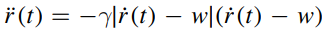 r̈(t) = −γ|ṙ(t) − w|(ṙ(t) − w)